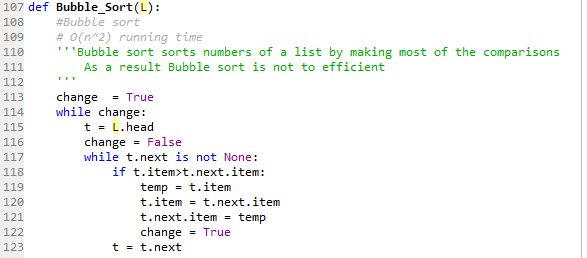 107 def Bubble_Sort(L):
108     #Bubble sort
109     # O(n^2) running time
110     '''Bubble sort sorts numbers of a list by making most of the comparisons
111         As a result Bubble sort is not to efficient
112     '''
113     change  = True
114     while change:
115         t = L.head
116         change = False
117         while t.next is not None:
118             if t.item>t.next.item:
119                 temp = t.item
120                 t.item = t.next.item
121                 t.next.item = temp
122                 change = True
123             t = t.next